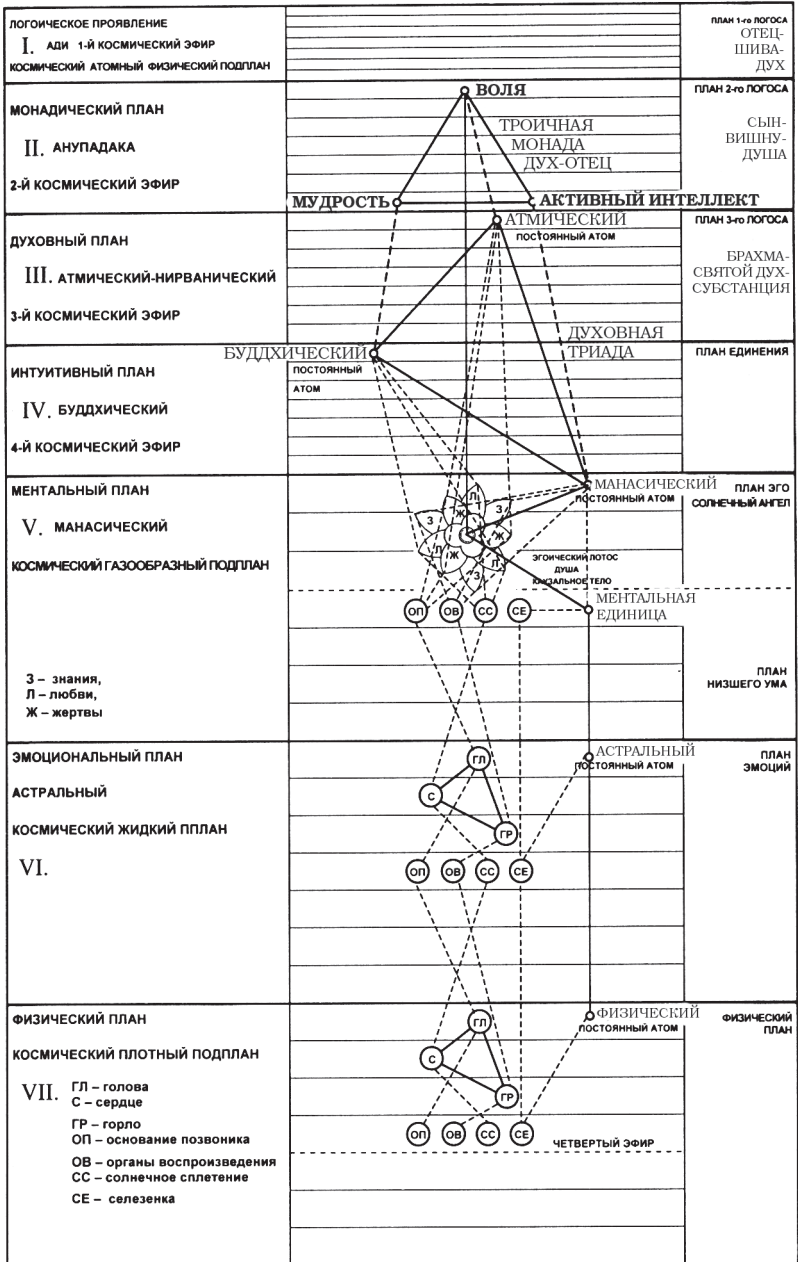 ЛОГОИЧЕСКОЕ ПРОЯВЛЕНИЕ
I. АДИ 1-Й КОСМИЧЕСКИЙ ЭФИР
КОСМИЧЕСКИЙ АТОМНЫЙ ФИЗИЧЕСКИЙ ПОДПЛАН
ПЛАН 1-го ЛОГОСА
ОТЕЦ-
ШИВА-
ДУХ
МОНАДИЧЕСКИЙ ПЛАН
II. АНУПАДАКА
2-Й КОСМИЧЕСКИЙ ЭФИР
ВОЛЯ
ТРОИЧНАЯ
МОНАДА
ДУХ-ОТЕЦ
МУДРОСТЬ
АКТИВНЫЙ ИНТЕЛЛЕКТ
ПЛАН 2-го ЛОГОСА
СЫН-
ВИШНУ-
ДУША
ДУХОВНЫЙ ПЛАН
III. АТМИЧЕСКИЙ-НИРВАНИЧЕСКИЙ
3-Й КОСМИЧЕСКИЙ ЭФИР
АТМИЧЕСКИЙ
ПОСТОЯННЫЙ АТОМ
ДУХОВНАЯ
ТРИАДА
ПЛАН 3-го ЛОГОСА
БРАХМА-
СВЯТОЙ ДУХ-
СУБСТАНЦИЯ
ИНТУИТИВНЫЙ ПЛАН
IV. БУДДХИЧЕСКИЙ
4-Й КОСМИЧЕСКИЙ ЭФИР
БУДДХИЧЕСКИЙ
ПОСТОЯННЫЙ
АТОМ
ПЛАН ЕДИНЕНИЯ
МЕНТАЛЬНЫЙ ПЛАН
V. МАНАСИЧЕСКИЙ
КОСМИЧЕСКИЙ ГАЗООБРАЗНЫЙ ПОДПЛАН
МАНАСИЧЕСКИЙ
ПОСТОЯННЫЙ АТОМ
ПЛАН ЭГО
СОЛНЕЧНЫЙ АНГЕЛ
Л
Ж
З
З
Ж
Л
Ж
Л
З
ЭГОИЧЕСКИЙ ЛОТОС
ДУША
КАУЗАЛЬНОЕ ТЕЛО
ОП ОВ СС СЕ
МЕНТАЛЬНАЯ
ЕДИНИЦА
З – знания,
Л – любви,
Ж – жертвы
ПЛАН
НИЗШЕГО УМА
ЭМОЦИОНАЛЬНЫЙ ПЛАН
АСТРАЛЬНЫЙ
КОСМИЧЕСКИЙ ЖИДКИЙ ППЛАН
VI.
ГЛ
С
ГР
ОП ОВ СС СЕ
АСТРАЛЬНЫЙ
ПОСТОЯННЫЙ АТОМ
ПЛАН
ЭМОЦИЙ
ФИЗИЧЕСКИЙ ПЛАН
КОСМИЧЕСКИЙ ПЛОТНЫЙ ПОДПЛАН
VII.
ГЛ – голова
С – сердце
ГР – горло
ОП – основание позвоника
ОВ – органы воспроизведения
СС – солнечное сплетение
СЕ – селезенка
ГЛ
С
ГР
ОП ОВ СС СЕ
ФИЗИЧЕСКИЙ
ПОСТОЯННЫЙ АТОМ
ФИЗИЧЕСКИЙ
ПЛАН
ЧЕТВЕРТЫЙ ЭФИР